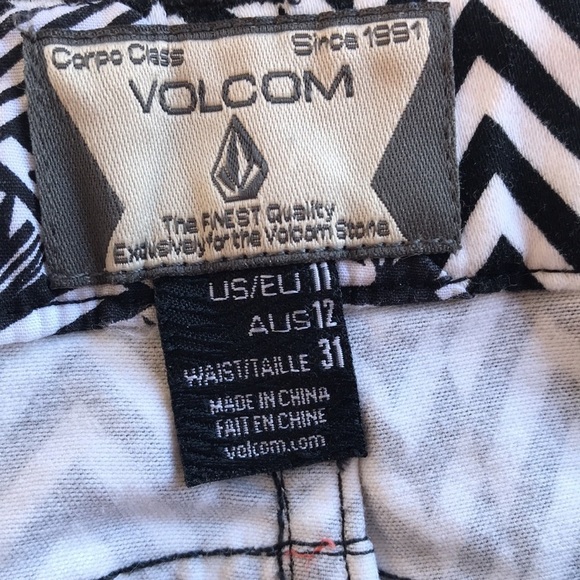 Corpo Class Since 1991
VOLCOM
The FINEST Quality
Exclusively for the Volcom Stone
US/EU 11
AUS 12
WAIST/TAILLE 31
MADE IN CHINA
FAIT EN CHINE
volcom.com